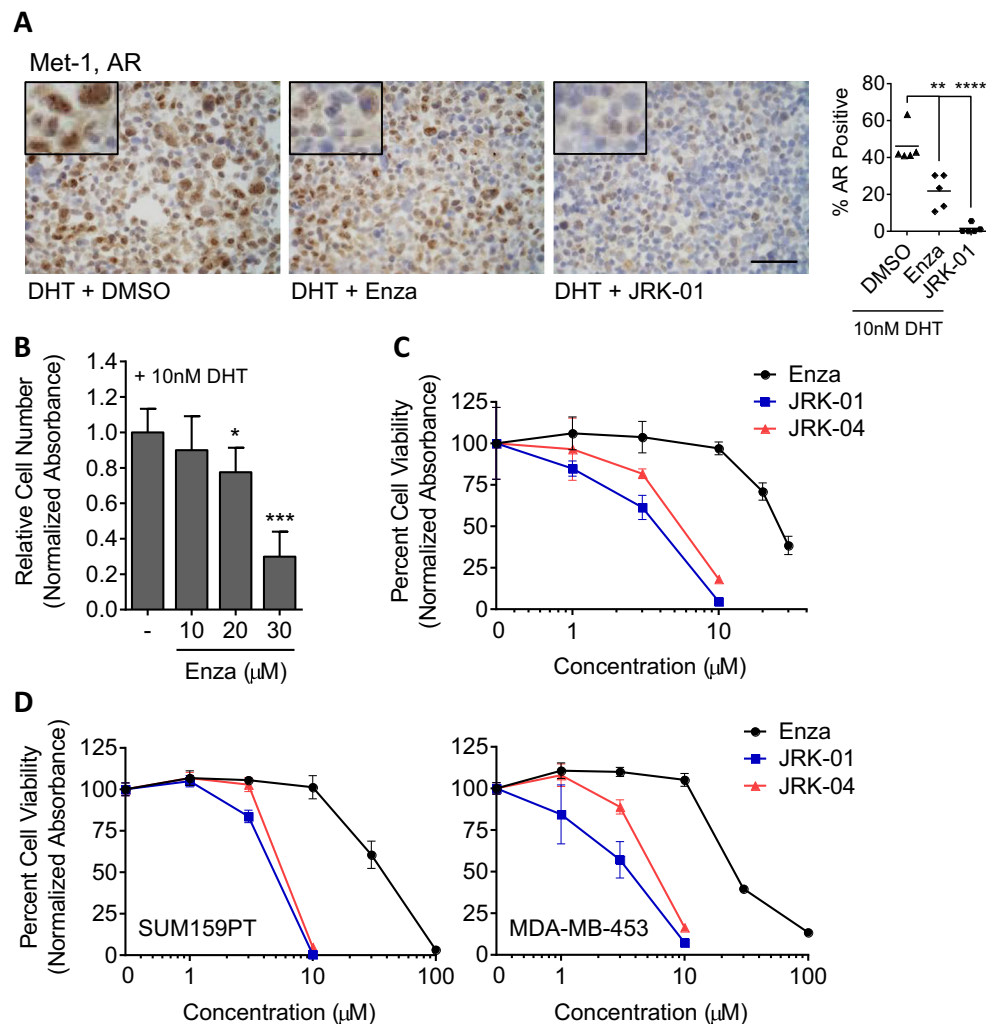 A
Met-1, AR
DHT + DMSO
DHT + Enza
DHT + JRK-01
% AR Positive
80
60
40
20
0
** ****
DMSO
Enza
JRK-01
10nM DHT
B
Relative Cell Number
(Normalized Absorbance)
1.4
1.2
1.0
0.8
0.6
0.4
0.2
0.0
+ 10nM DHT
*
***
- 10 20 30
Enza (μM)
C
Percent Cell Viability
(Normalized Absorbance)
125
100
75
50
25
0
0 1 10
Concentration (μM)
Enza
JRK-01
JRK-04
D
Percent Cell Viability
(Normalized Absorbance)
125
100
75
50
25
0
SUM159PT
0 1 10 100
Concentration (μM)
125
100
75
50
25
0
MDA-MB-453
0 1 10 100
Concentration (μM)
Enza
JRK-01
JRK-04